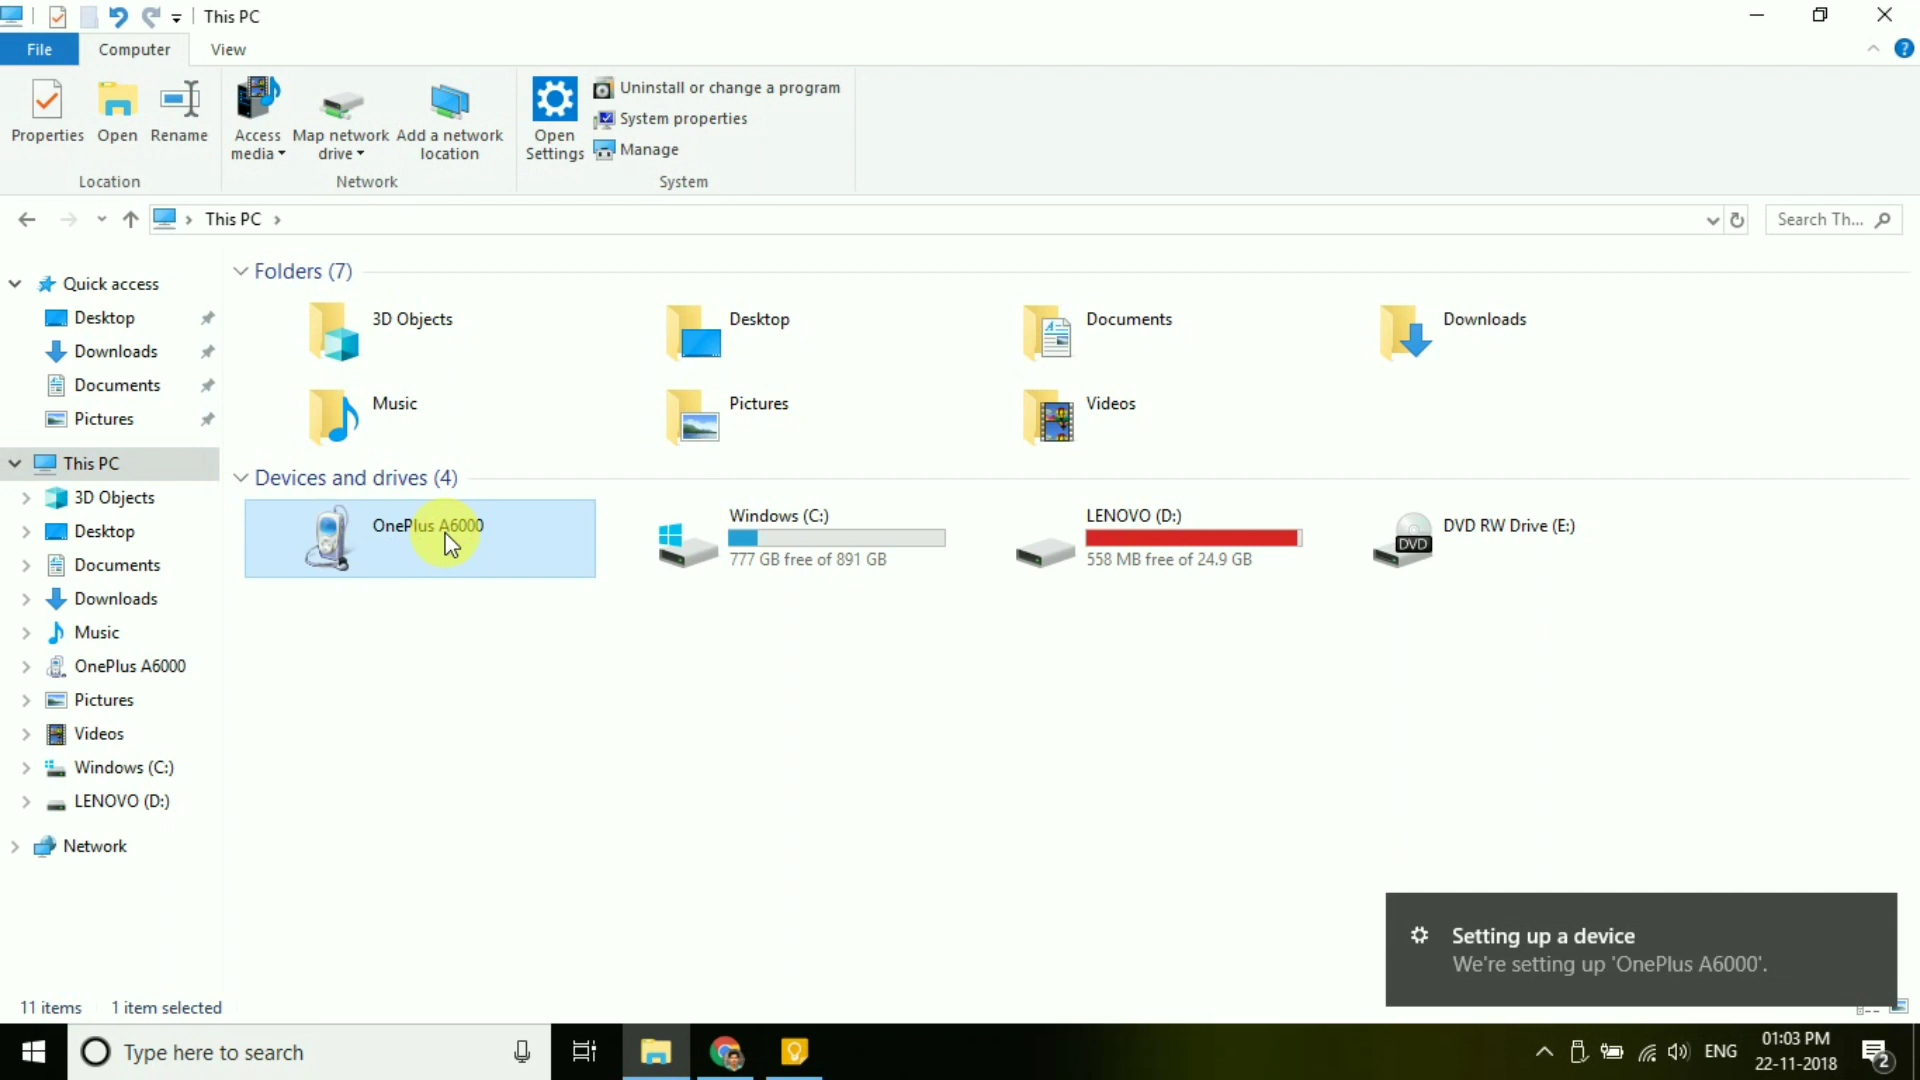 This PC
File
Computer
View
Properties
Open
Rename
Access media
Map network drive
Add a network location
Open Settings
Uninstall or change a program
System properties
Manage
Location
Network
System
This PC
Search Th...
Quick access
Desktop
Downloads
Documents
Pictures
This PC
3D Objects
Desktop
Documents
Downloads
Music
OnePlus A6000
Pictures
Videos
Windows (C:)
LENOVO (D:)
Network
Folders (7)
3D Objects
Desktop
Documents
Downloads
Music
Pictures
Videos
Devices and drives (4)
OnePlus A6000
Windows (C:)
777 GB free of 891 GB
LENOVO (D:)
558 MB free of 24.9 GB
DVD
DVD RW Drive (E:)
Setting up a device
We're setting up 'OnePlus A6000'.
11 items
1 item selected
Type here to search
ENG
01:03 PM
22-11-2018
2